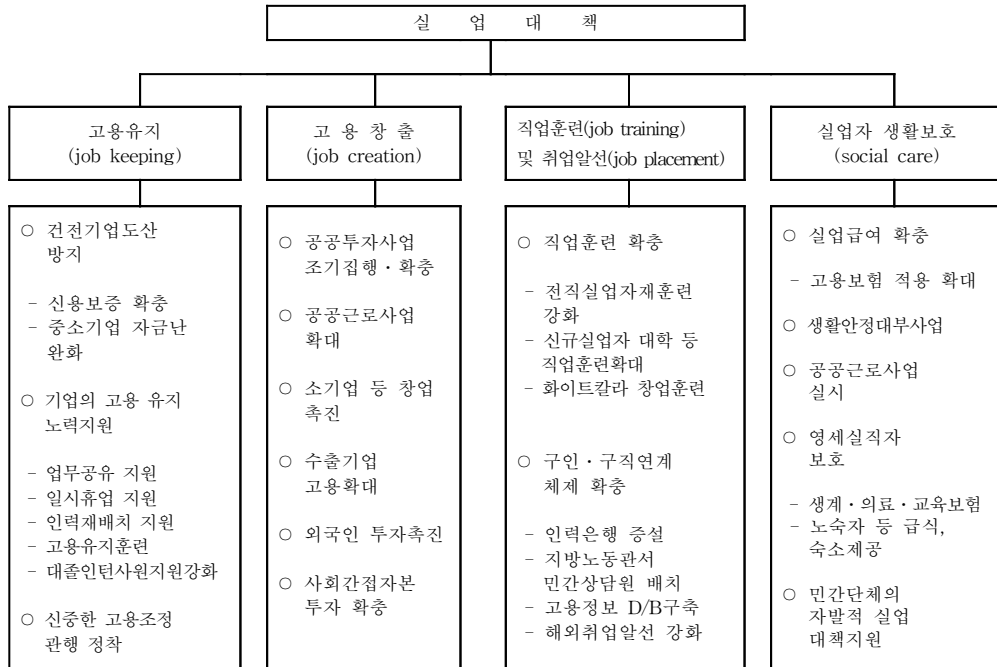 실 업 대 책
고용유지
(job keeping)
고 용 창 출
(job creation)
직업훈련(job training)
및 취업알선(job placement)
실업자 생활보호
(social care)
○ 건전기업도산
방지
- 신용보증 확충
- 중소기업 자금난
완화
○ 기업의 고용 유지
노력지원
- 업무공유 지원
- 일시휴업 지원
- 인력재배치 지원
- 고용유지훈련
- 대졸인턴사원지원강화
○ 신중한 고용조정
관행 정착
○ 공공투자사업
조기집행·확충
○ 공공근로사업
확대
○ 소기업 등 창업
촉진
○ 수출기업
고용확대
○ 외국인 투자촉진
○ 사회간접자본
투자 확충
○ 직업훈련 확충
- 전직실업자재훈련
강화
- 신규실업자 대학 등
직업훈련확대
- 화이트칼라 창업훈련
○ 구인·구직연계
체제 확충
- 인력은행 증설
- 지방노동관서
민간상담원 배치
- 고용정보 D/B구축
- 해외취업알선 강화
○ 실업급여 확충
- 고용보험 적용 확대
○ 생활안정대부사업
○ 공공근로사업
실시
○ 영세실직자
보호
- 생계·의료·교육보험
- 노숙자 등 급식,
숙소제공
○ 민간단체의
자발적 실업
대책지원